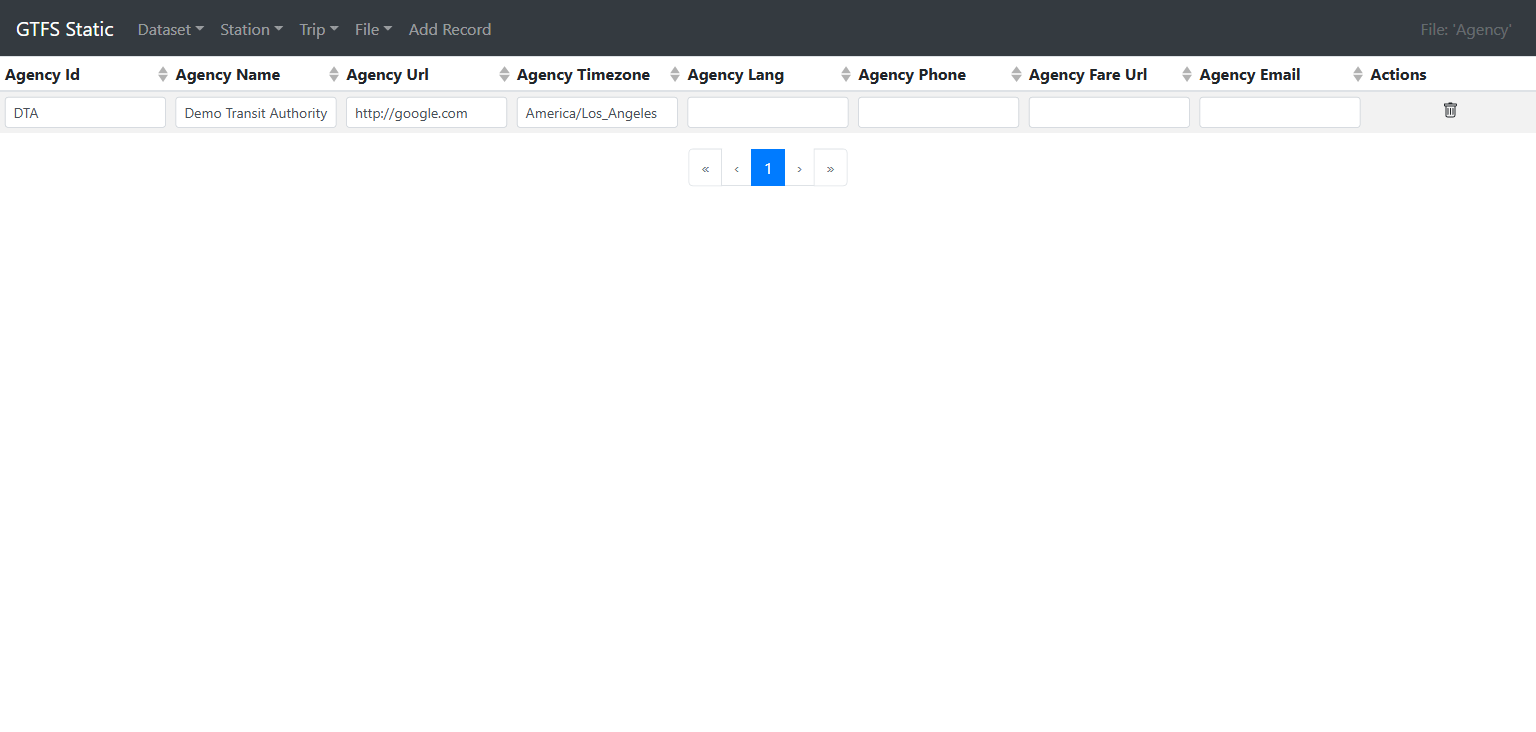 GTFS Static Dataset Station Trip File Add Record File: 'Agency'
Agency Id Agency Name Agency Url Agency Timezone Agency Lang Agency Phone Agency Fare Url Agency Email Actions
DTA Demo Transit Authority http://google.com America/Los_Angeles
« ‹ 1 › »